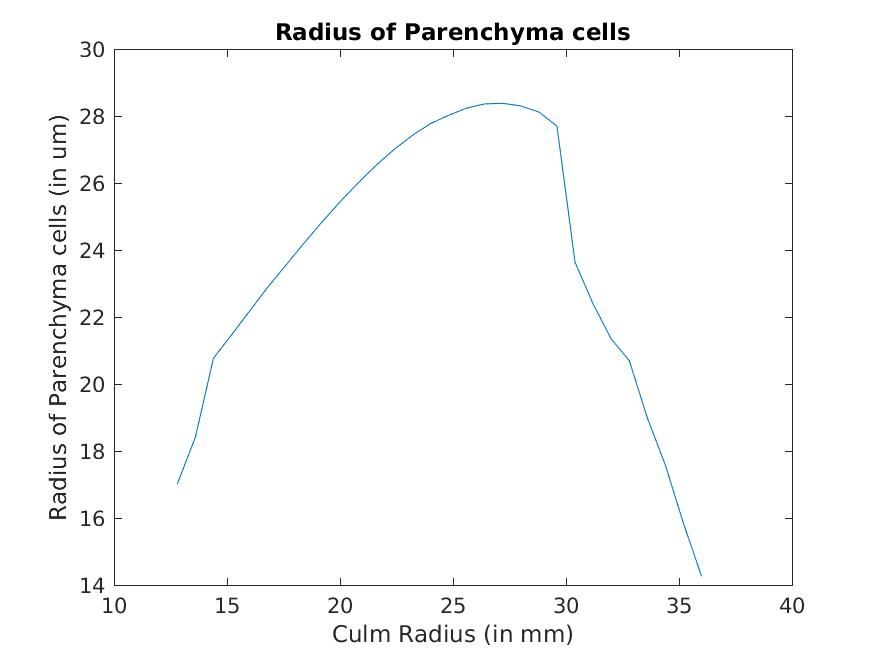 Radius of Parenchyma cells
30
28
26
24
22
20
18
16
14
Radius of Parenchyma cells (in um)
10 15 20 25 30 35 40
Culm Radius (in mm)